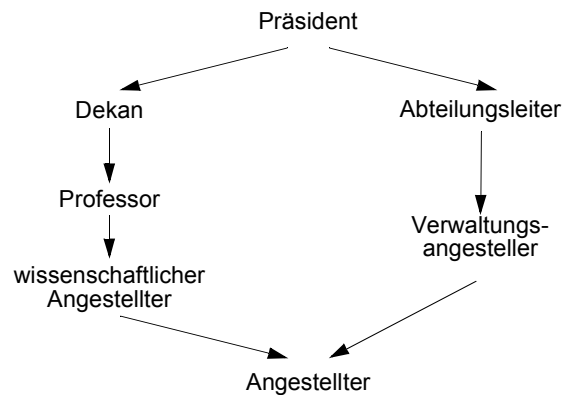 Präsident
Dekan
Abteilungsleiter
Professor
Verwaltungs-
angesteller
wissenschaftlicher
Angestellter
Angestellter